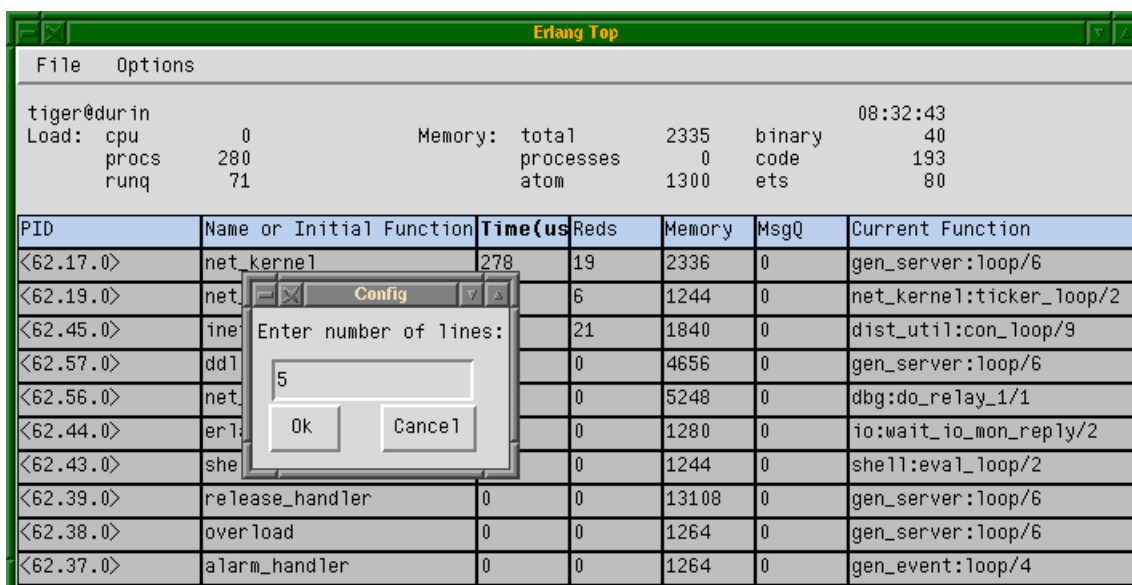 Erlang Top
File Options
tiger@durin 08:32:43
Load: cpu 0 Memory: total 2335 binary 40
procs 280 processes 0 code 193
runq 71 atom 1300 ets 80
PID Name or Initial Function Time(us Reds Memory MsgQ Current Function
<62.17.0> net_kernel 278 19 2336 0 gen_server:loop/6
<62.19.0> net_ 6 1244 0 net_kernel:ticker_loop/2
<62.45.0> ine 21 1840 0 dist_util:con_loop/9
<62.57.0> ddl 0 4656 0 gen_server:loop/6
<62.56.0> net_ 0 5248 0 dbg:do_relay_1/1
<62.44.0> erl 0 1280 0 io:wait_io_mon_reply/2
<62.43.0> she 0 1244 0 shell:eval_loop/2
<62.39.0> release_handler 0 0 13108 0 gen_server:loop/6
<62.38.0> overload 0 0 1264 0 gen_server:loop/6
<62.37.0> alarm_handler 0 0 1264 0 gen_event:loop/4
Config
Enter number of lines:
5
Ok Cancel